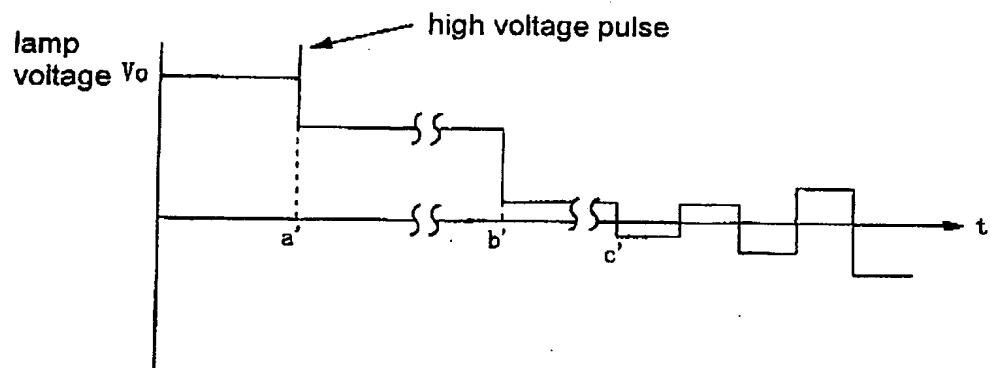 high voltage pulse
lamp
voltage Vo
a'
b'
c'
t